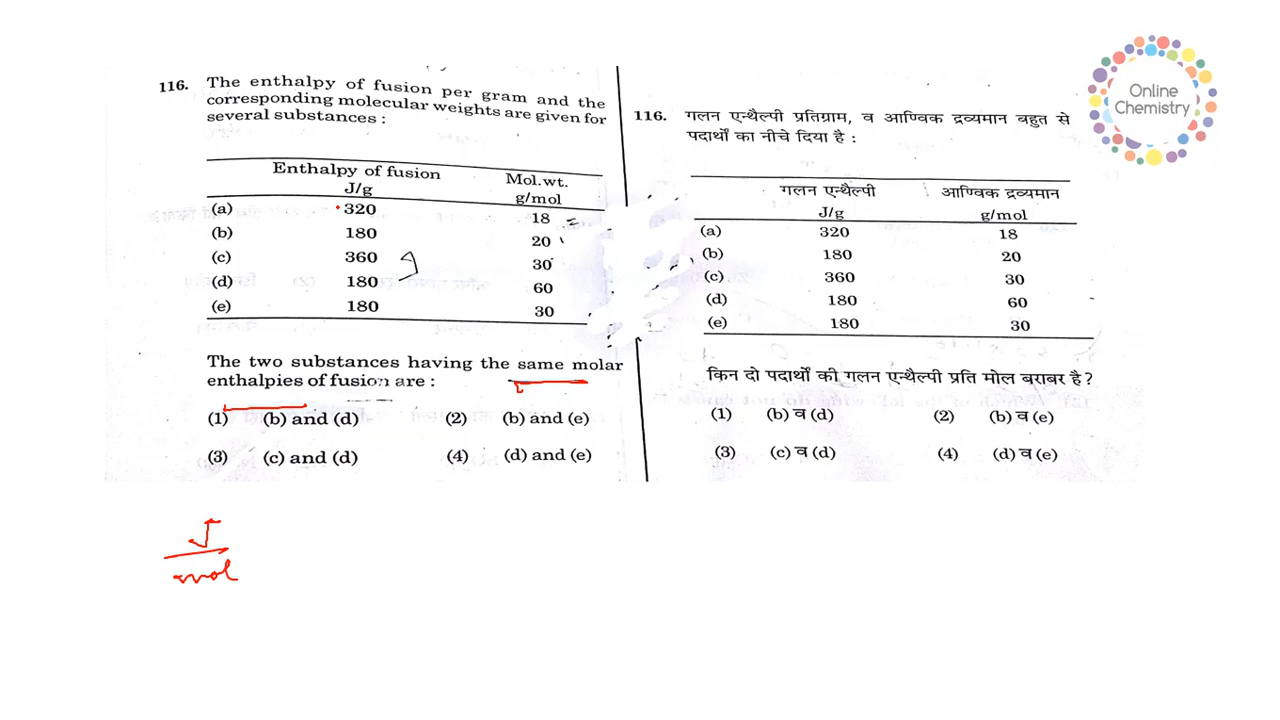 Online
Chemistry
116. The enthalpy of fusion per gram and the
corresponding molecular weights are given for
several substances :
Enthalpy of fusion Mol.wt.
J/g g/mol
(a) 320 18
(b) 180 20
(c) 360 30
(d) 180 60
(e) 180 30
The two substances having the same molar
enthalpies of fusion are :
(1) (b) and (d) (2) (b) and (e)
(3) (c) and (d) (4) (d) and (e)
116. गलन एन्थैल्पी प्रतिग्राम, व आण्विक द्रव्यमान बहुत से
पदार्थों का नीचे दिया है :
गलन एन्थैल्पी आण्विक द्रव्यमान
J/g g/mol
(a) 320 18
(b) 180 20
(c) 360 30
(d) 180 60
(e) 180 30
किन दो पदार्थों की गलन एन्थैल्पी प्रति मोल बराबर है?
(1) (b) व (d) (2) (b) व (e)
(3) (c) व (d) (4) (d) व (e)
J
mol